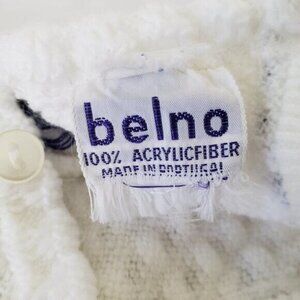 belno
100% ACRYLICFIBER
MADE IN PORTUGAL